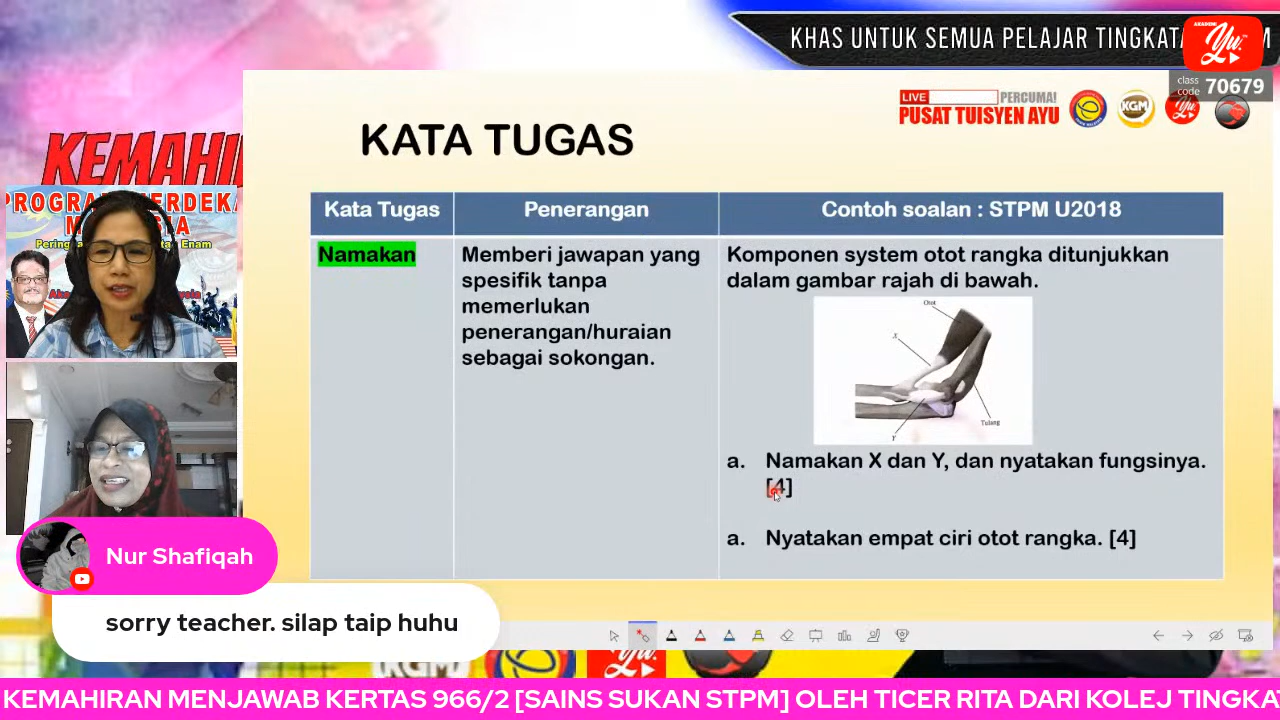 KHAS UNTUK SEMUA PELAJAR TINGKATA
AKADEMI
Yu.
class code 70679
LIVE PERCUMA!
PUSAT TUISYEN AYU
KGM
KEMAHI
KATA TUGAS
Kata Tugas
Penerangan
Contoh soalan : STPM U2018
Namakan
Memberi jawapan yang
spesifik tanpa
memerlukan
penerangan/huraian
sebagai sokongan.
Komponen system otot rangka ditunjukkan
dalam gambar rajah di bawah.
Otot
X
Tulang
Y
a. Namakan X dan Y, dan nyatakan fungsinya.
[4]
a. Nyatakan empat ciri otot rangka. [4]
Nur Shafiqah
sorry teacher. silap taip huhu
KGM
KEMAHIRAN MENJAWAB KERTAS 966/2 [SAINS SUKAN STPM] OLEH TICER RITA DARI KOLEJ TINGKA